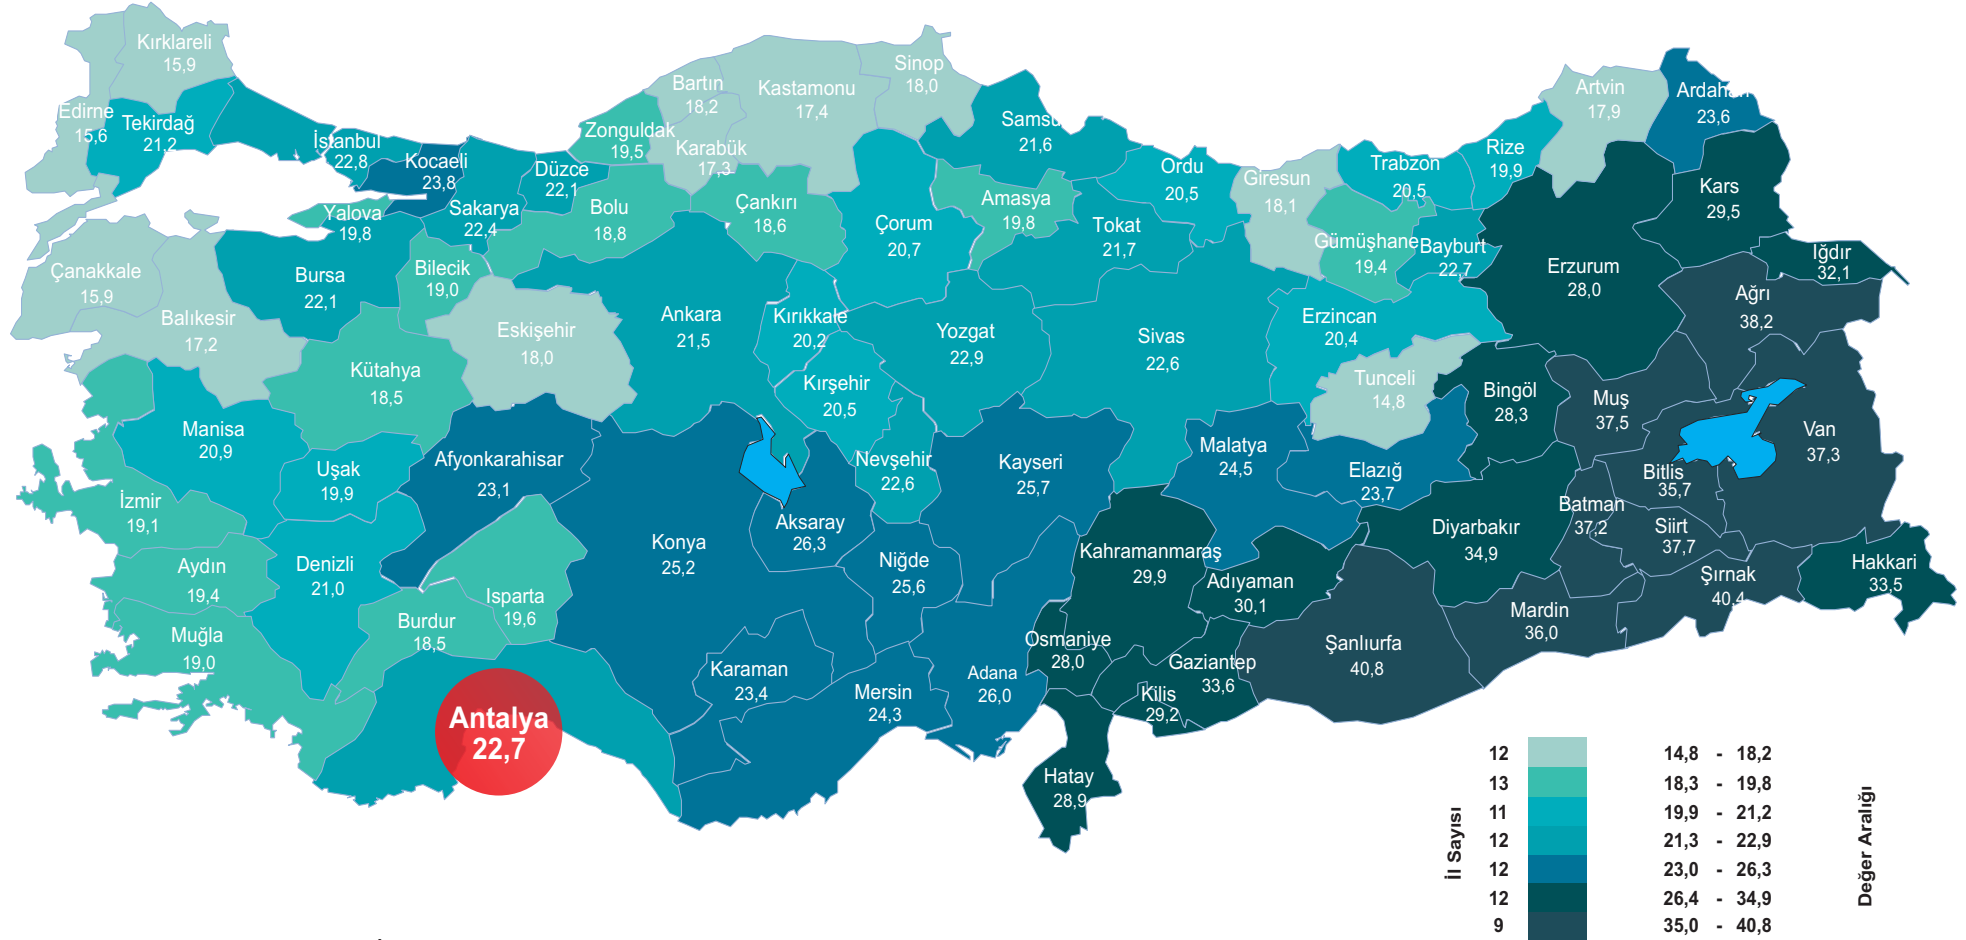 Kırklareli
15,9
Edirne
15,6
Tekirdağ
21,2
İstanbul
22,8
Kocaeli
23,8
Yalova
19,8
Sakarya
22,4
Düzce
22,1
Zonguldak
19,5
Bartın
18,2
Karabük
17,3
Kastamonu
17,4
Sinop
18,0
Samsu
21,6
Ordu
20,5
Giresun
18,1
Trabzon
20,5
Rize
19,9
Artvin
17,9
Ardahan
23,6
Kars
29,5
Iğdır
32,1
Ağrı
38,2
Erzurum
28,0
Bayburt
22,7
Gümüşhane
19,4
Erzincan
20,4
Tunceli
14,8
Bingöl
28,3
Muş
37,5
Van
37,3
Bitlis
35,7
Siirt
37,7
Batman
37,2
Şırnak
40,4
Hakkari
33,5
Mardin
36,0
Diyarbakır
34,9
Şanlıurfa
40,8
Adıyaman
30,1
Malatya
24,5
Elazığ
23,7
Sivas
22,6
Tokat
21,7
Amasya
19,8
Çorum
20,7
Çankırı
18,6
Bolu
18,8
Bilecik
19,0
Bursa
22,1
Çanakkale
15,9
Balıkesir
17,2
Kütahya
18,5
Eskişehir
18,0
Ankara
21,5
Kırıkkale
20,2
Kırşehir
20,5
Yozgat
22,9
Nevşehir
22,6
Kayseri
25,7
Aksaray
26,3
Niğde
25,6
Konya
25,2
Karaman
23,4
Mersin
24,3
Adana
26,0
Osmaniye
28,0
Kahramanmaraş
29,9
Gaziantep
33,6
Kilis
29,2
Hatay
28,9
Manisa
20,9
Uşak
19,9
Afyonkarahisar
23,1
İzmir
19,1
Aydın
19,4
Denizli
21,0
Muğla
19,0
Burdur
18,5
Isparta
19,6
Antalya
22,7
İl Sayısı
Değer Aralığı
12 14,8 - 18,2
13 18,3 - 19,8
11 19,9 - 21,2
12 21,3 - 22,9
12 23,0 - 26,3
12 26,4 - 34,9
9 35,0 - 40,8